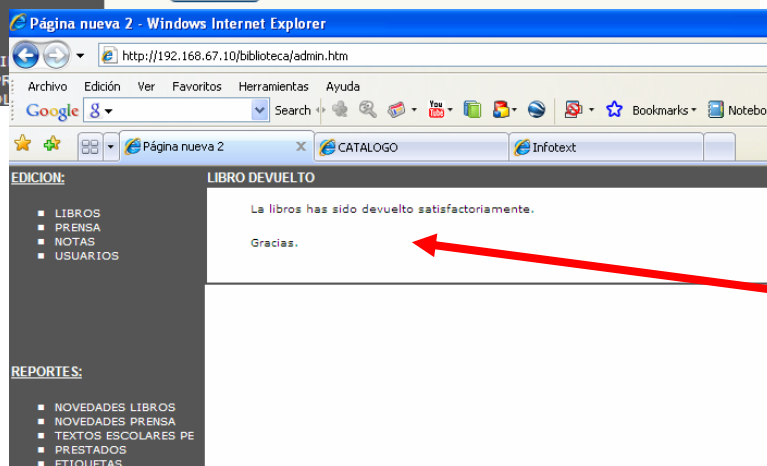 Página nueva 2 - Windows Internet Explorer
http://192.168.67.10/biblioteca/admin.htm
Archivo Edición Ver Favoritos Herramientas Ayuda
Google Search Bookmarks Notebo
Página nueva 2 X CATALOGO Infotext
EDICION: LIBRO DEVUELTO
LIBROS
PRENSA
NOTAS
USUARIOS
La libros has sido devuelto satisfactoriamente.
Gracias.
REPORTES:
NOVEDADES LIBROS
NOVEDADES PRENSA
TEXTOS ESCOLARES PE
PRESTADOS
ETIQUETAS